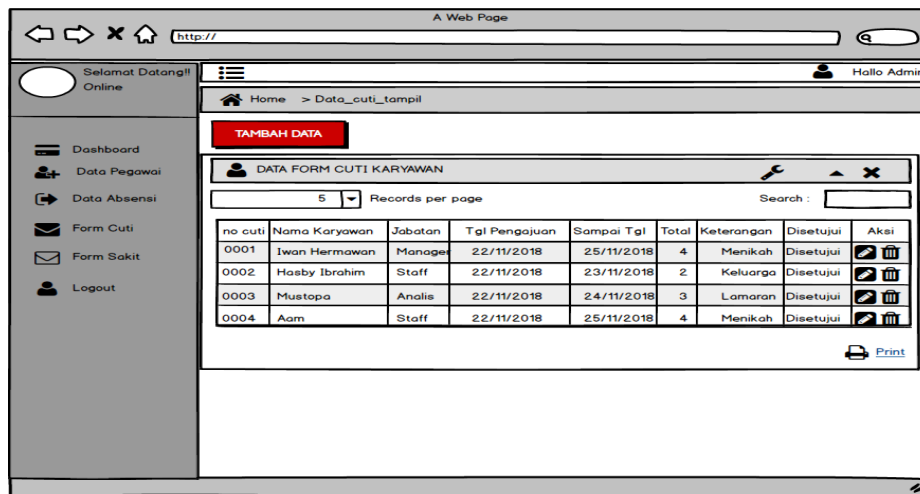 A Web Page
http://
Selamat Datang!!
Online
Hallo Admin
Home > Data_cuti_tampil
TAMBAH DATA
Dashboard
Data Pegawai
Data Absensi
Form Cuti
Form Sakit
Logout
DATA FORM CUTI KARYAWAN
5 Records per page Search :
no cuti Nama Karyawan Jabatan Tgl Pengajuan Sampai Tgl Total Keterangan Disetujui Aksi
0001 Iwan Hermawan Manager 22/11/2018 25/11/2018 4 Menikah Disetujui
0002 Hasby Ibrahim Staff 22/11/2018 23/11/2018 2 Keluarga Disetujui
0003 Mustopa Analis 22/11/2018 24/11/2018 3 Lamaran Disetujui
0004 Aam Staff 22/11/2018 25/11/2018 4 Menikah Disetujui
Print